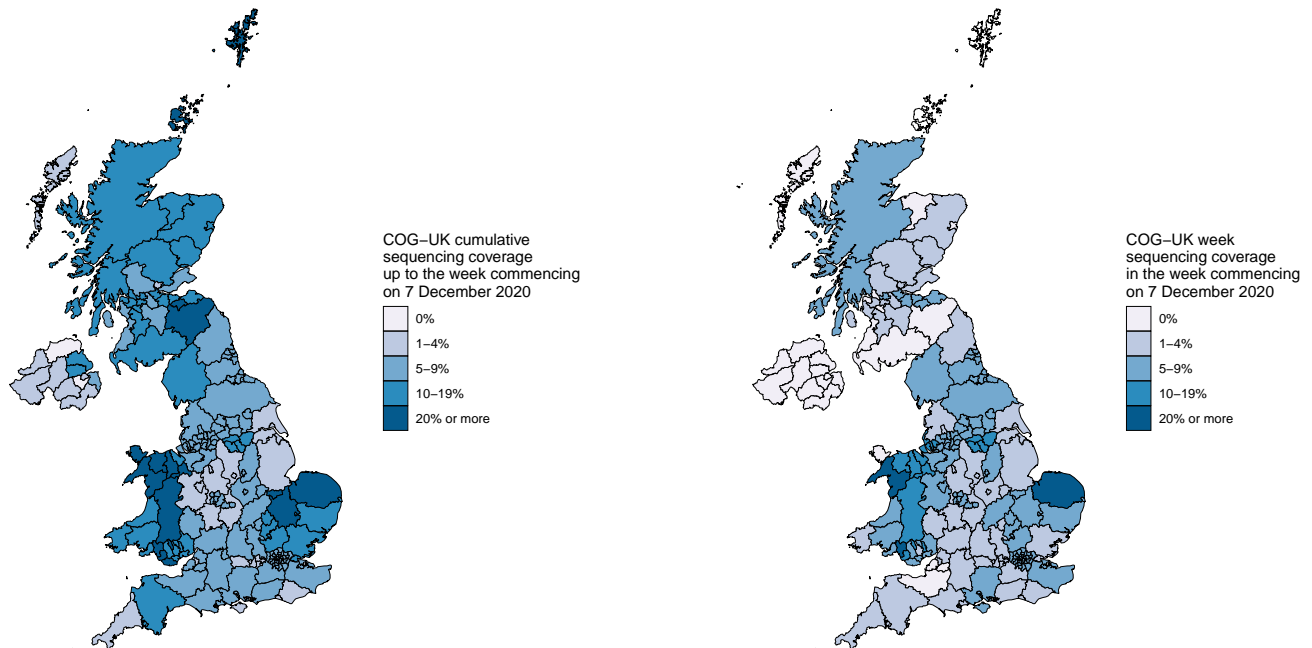 COG–UK cumulative
sequencing coverage
up to the week commencing
on 7 December 2020
0%
1–4%
5–9%
10–19%
20% or more
COG–UK week
sequencing coverage
in the week commencing
on 7 December 2020
0%
1–4%
5–9%
10–19%
20% or more